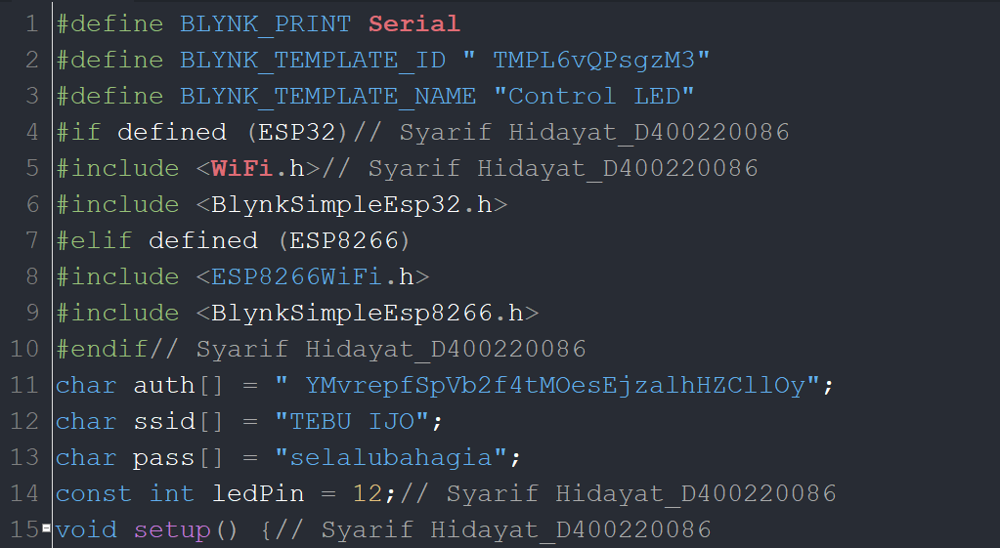 1 #define BLYNK_PRINT Serial
2 #define BLYNK_TEMPLATE_ID " TMPL6vQPsgzM3"
3 #define BLYNK_TEMPLATE_NAME "Control LED"
4 #if defined (ESP32)// Syarif Hidayat_D400220086
5 #include <WiFi.h>// Syarif Hidayat_D400220086
6 #include <BlynkSimpleEsp32.h>
7 #elif defined (ESP8266)
8 #include <ESP8266WiFi.h>
9 #include <BlynkSimpleEsp8266.h>
10 #endif// Syarif Hidayat_D400220086
11 char auth[] = " YMvrepfSpVb2f4tMOesEjzalhHZCllOy";
12 char ssid[] = "TEBU IJO";
13 char pass[] = "selalubahagia";
14 const int ledPin = 12;// Syarif Hidayat_D400220086
15 void setup() {// Syarif Hidayat_D400220086